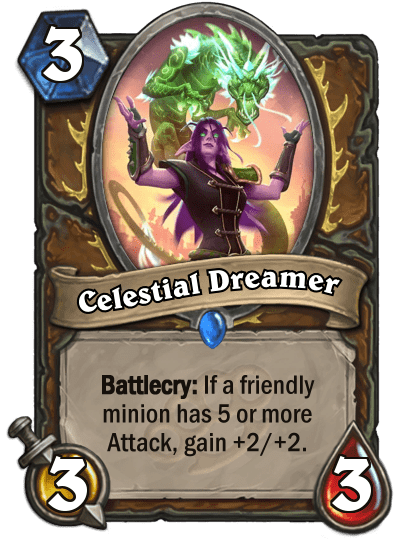 3
Celestial Dreamer
Battlecry: If a friendly
minion has 5 or more
Attack, gain +2/+2.
3
3